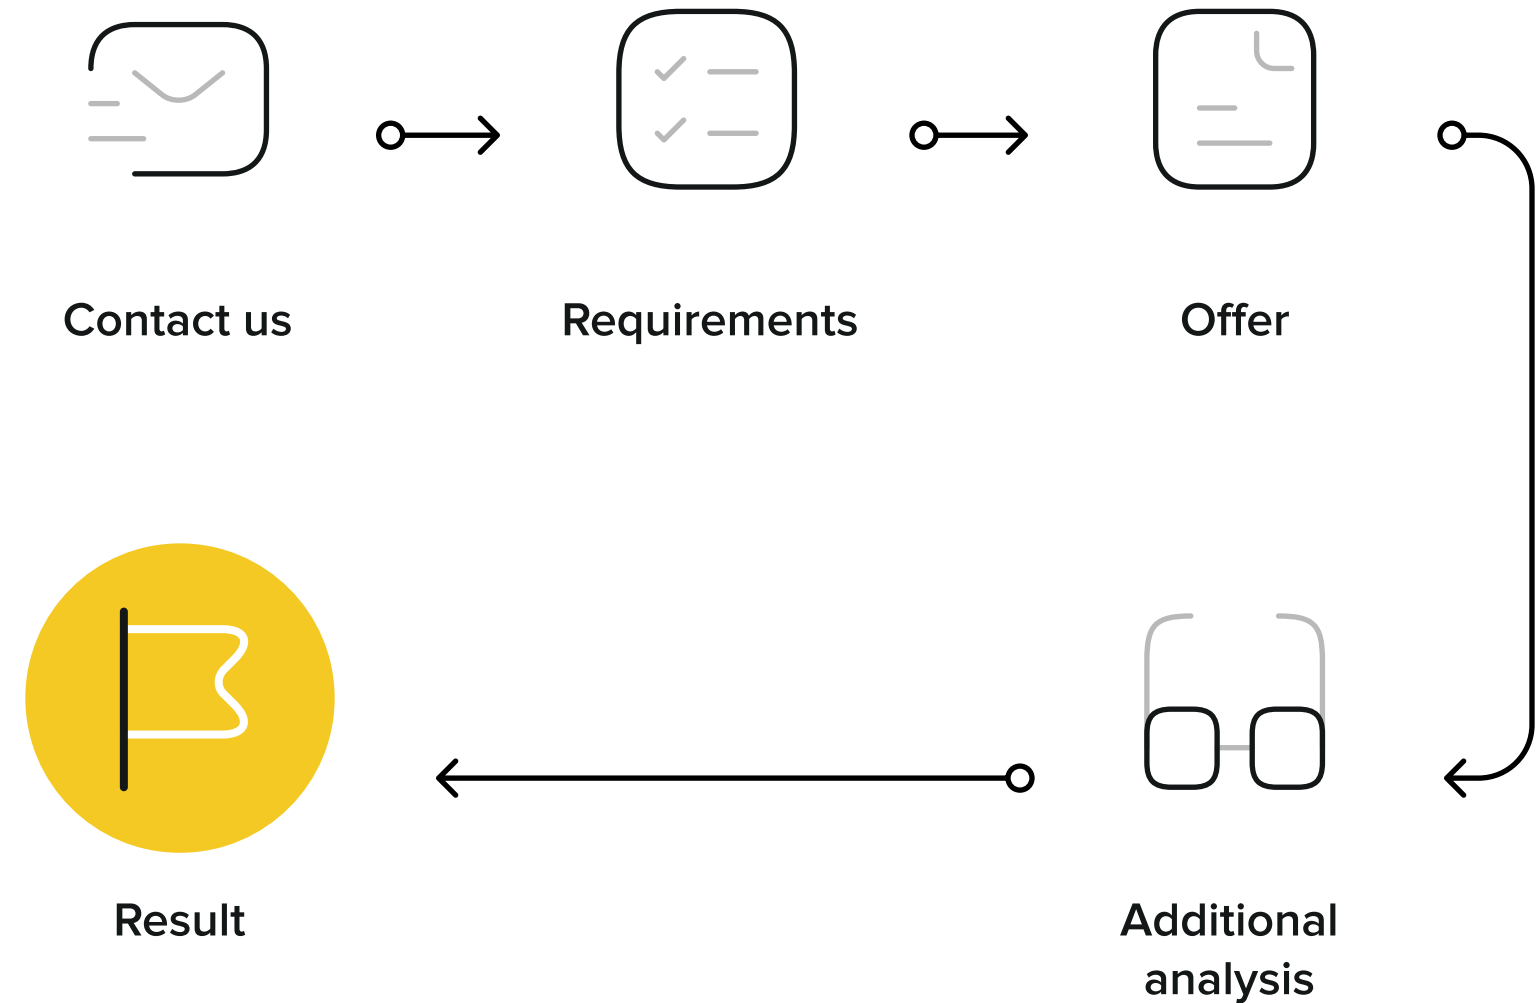 Contact us
Requirements
Offer
Result
Additional
analysis